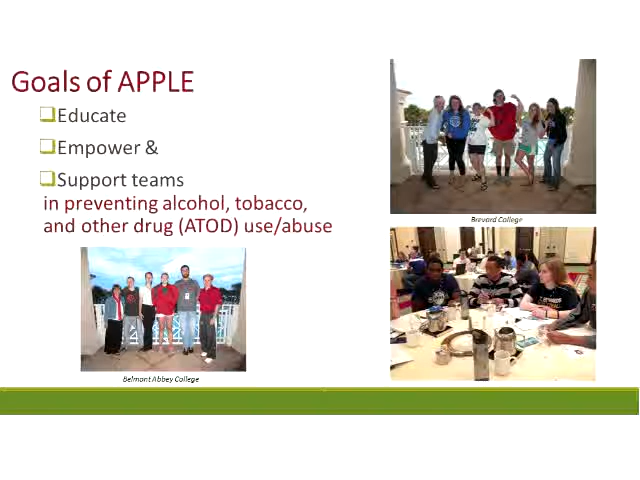 Goals of APPLE
Educate
Empower &
Support teams
in preventing alcohol, tobacco,
and other drug (ATOD) use/abuse
Brevard College
Belmont Abbey College